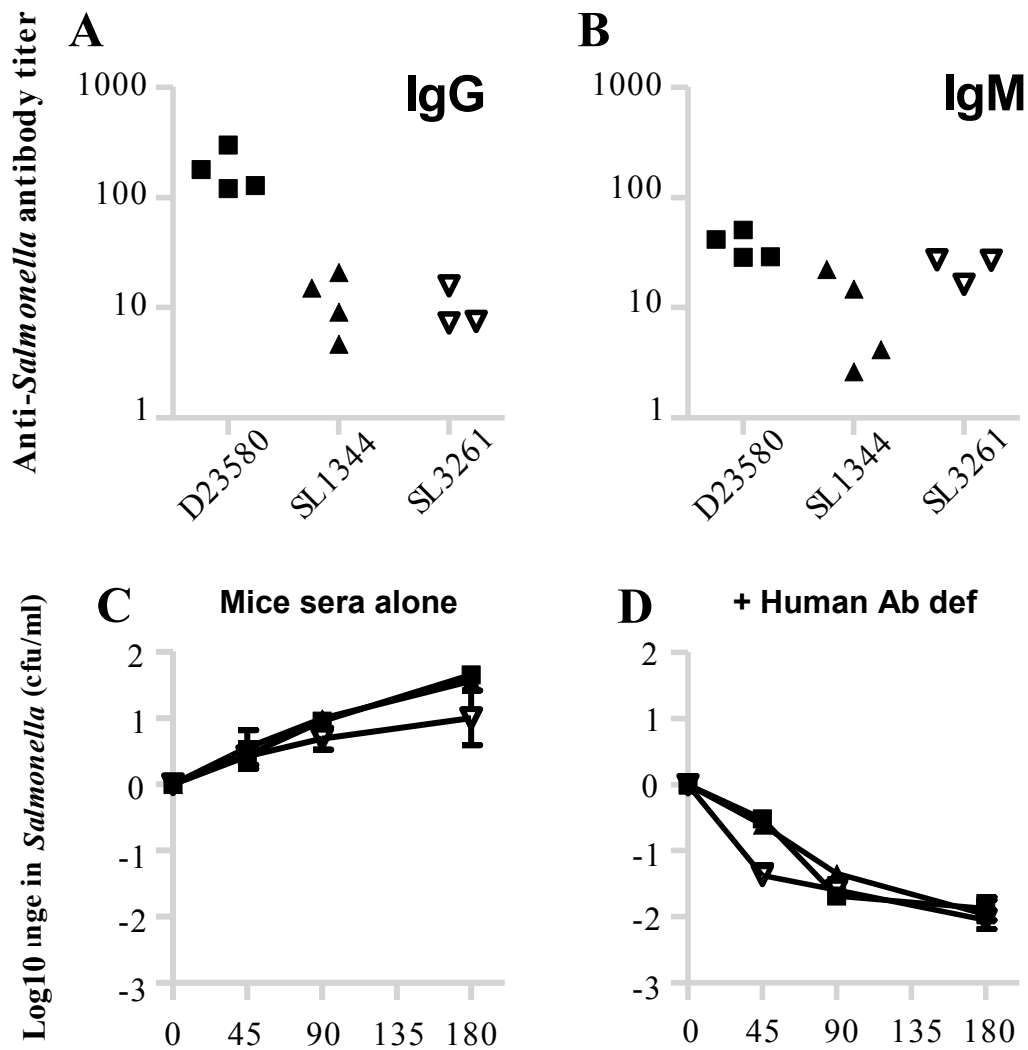 A
B
Anti-Salmonella antibody titer
IgG
1000
100
10
1
D23580
SL1344
SL3261
IgM
1000
100
10
1
D23580
SL1344
SL3261
C
Mice sera alone
D
+ Human Ab def
Log10 nge in Salmonella (cfu/ml)
2
1
0
-1
-2
-3
0 45 90 135 180
2
1
0
-1
-2
-3
0 45 90 135 180